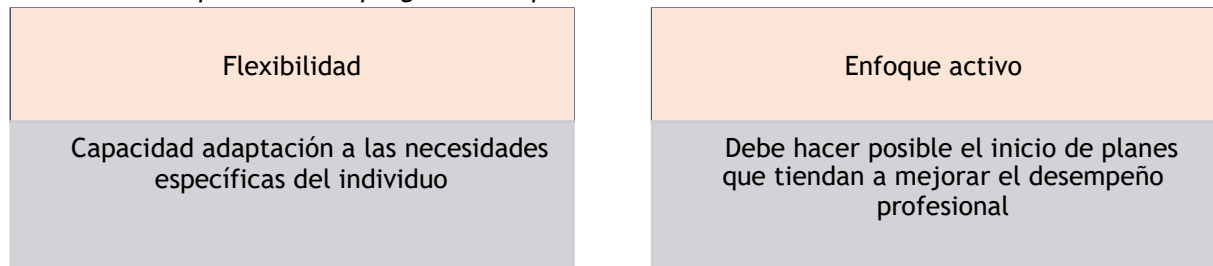 Flexibilidad
Capacidad adaptación a las necesidades
específicas del individuo
Enfoque activo
Debe hacer posible el inicio de planes
que tiendan a mejorar el desempeño
profesional